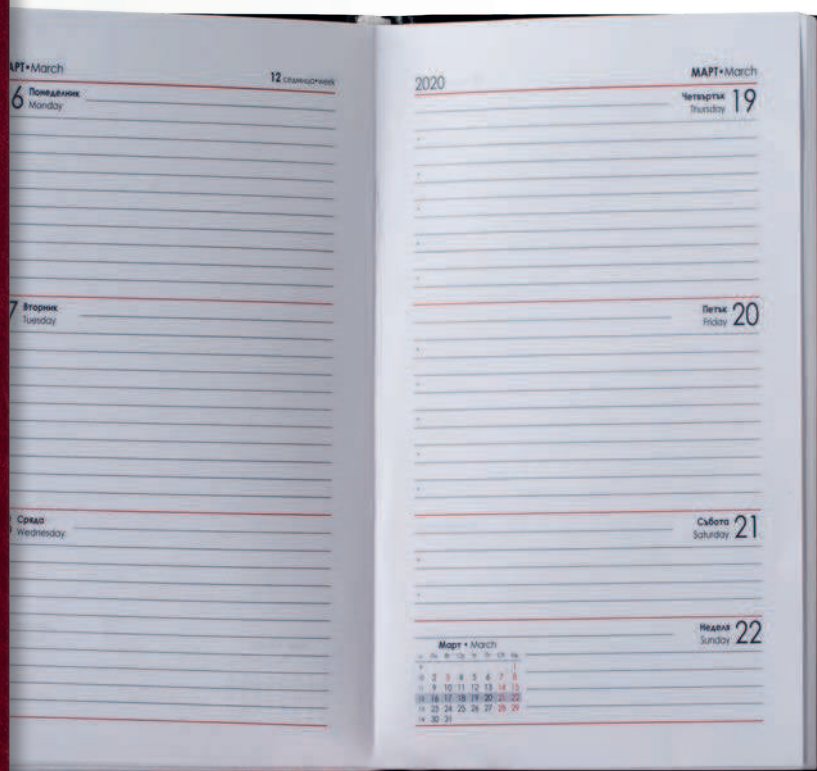 АРТ•March
12 седмица•week
6 Понеделник
Monday
7 Вторник
Tuesday
Сряда
Wednesday
2020
МАРТ•March
Четвъртък 19
Thursday
Петък 20
Friday
Събота 21
Saturday
Неделя 22
Sunday
Март • March
1
2 3 4 5 6 7 8
9 10 11 12 13 14 15
16 17 18 19 20 21 22
23 24 25 26 27 28 29
30 31